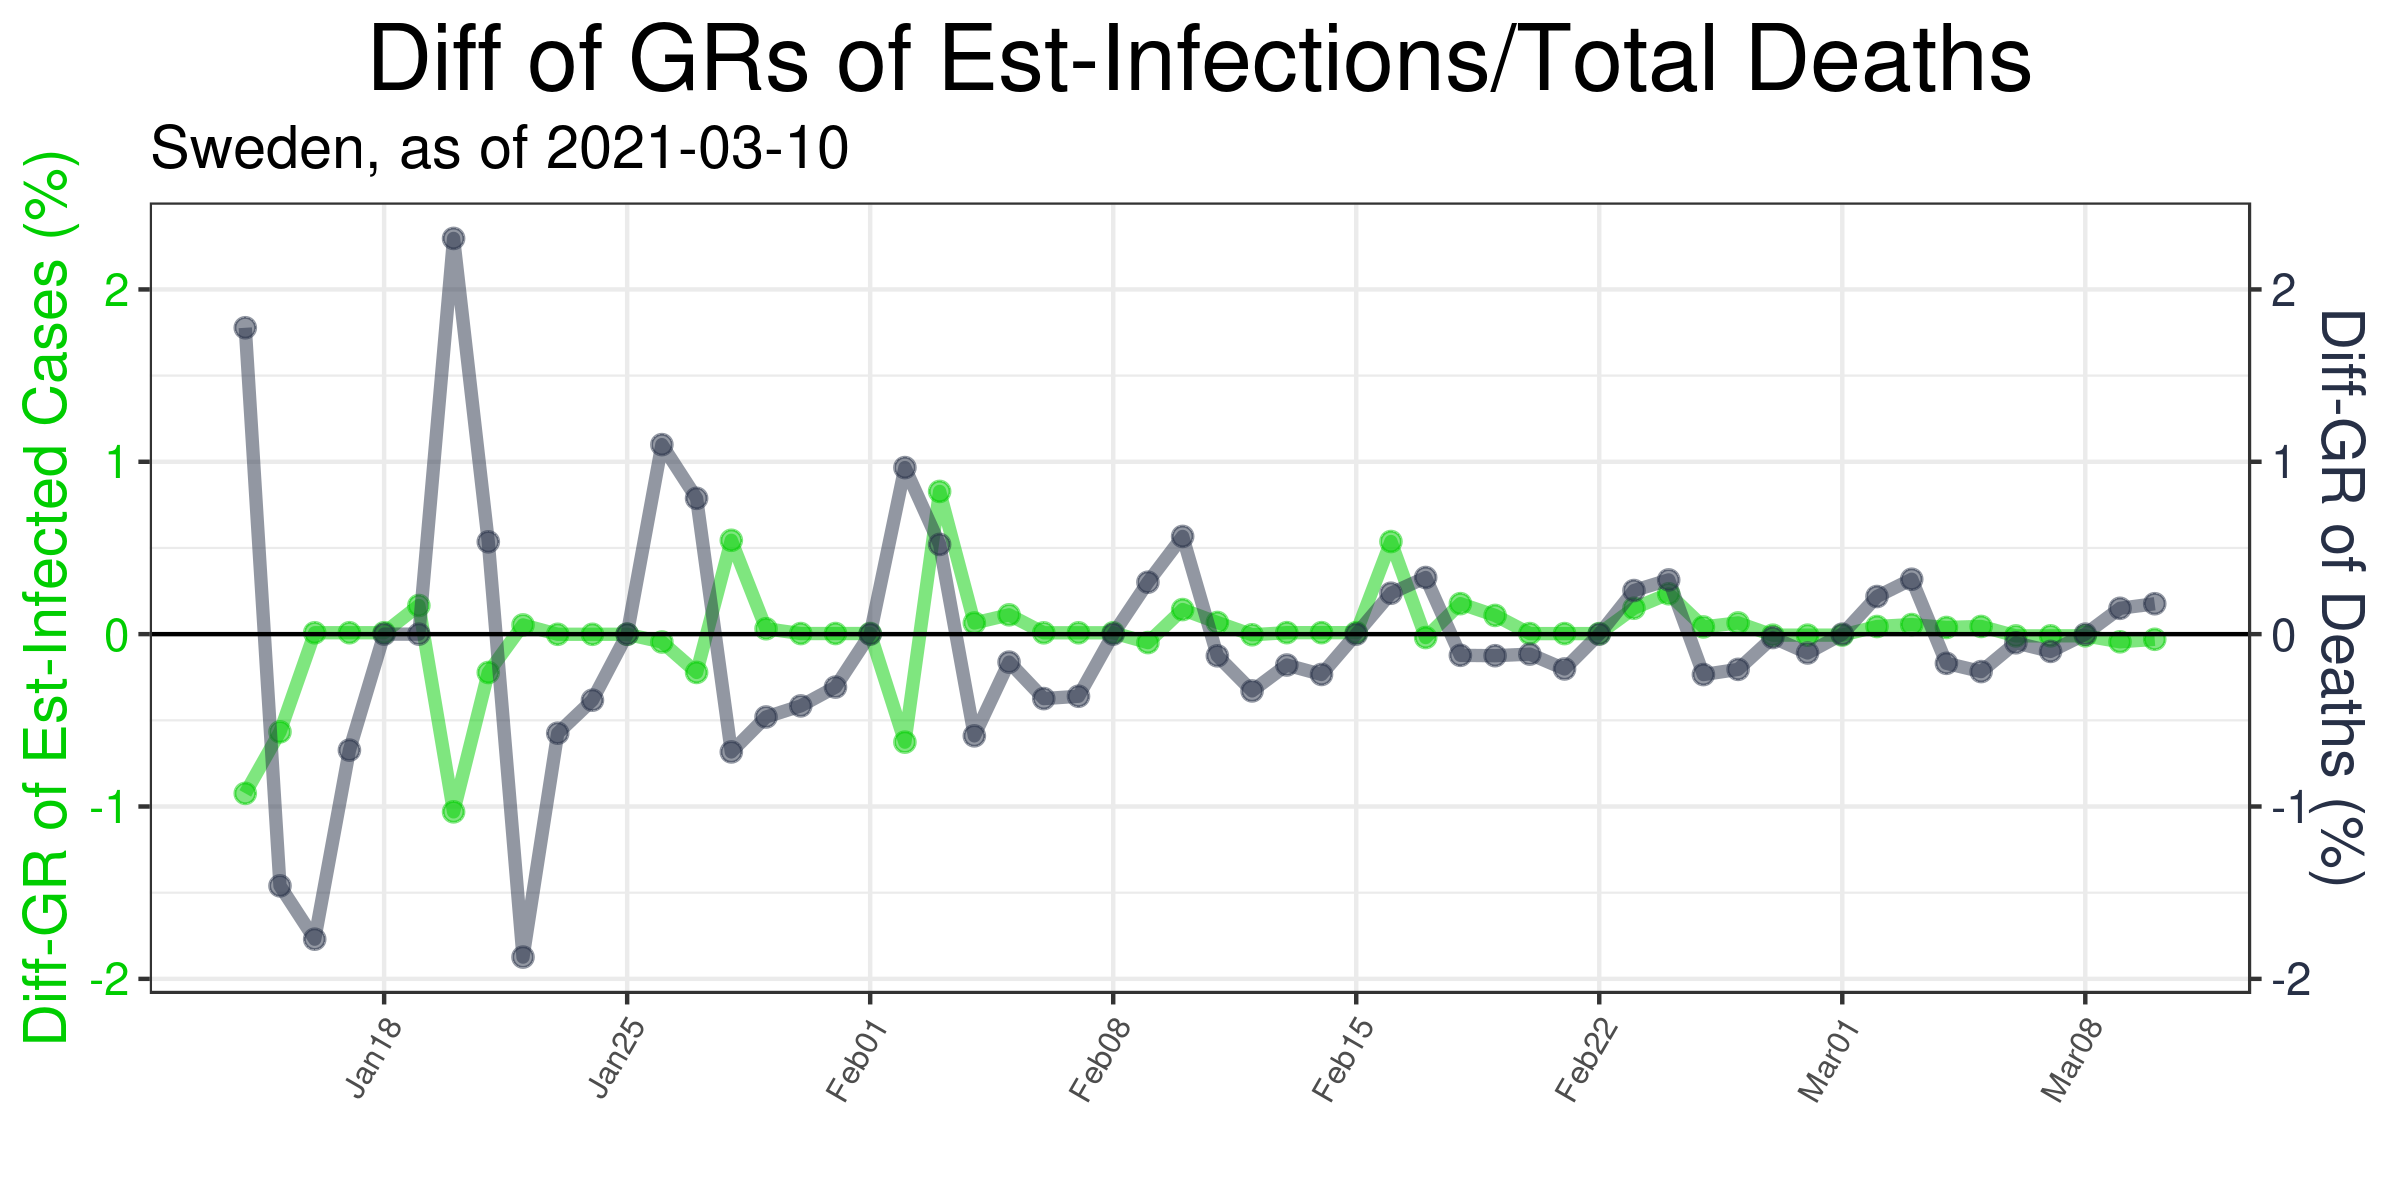 Diff of GRs of Est-Infections/Total Deaths
Sweden, as of 2021-03-10
Diff-GR of Est-Infected Cases (%)
2
1
0
-1
-2
2
1
0
-1
-2
Diff-GR of Deaths (%)
Jan18
Jan25
Feb01
Feb08
Feb15
Feb22
Mar01
Mar08